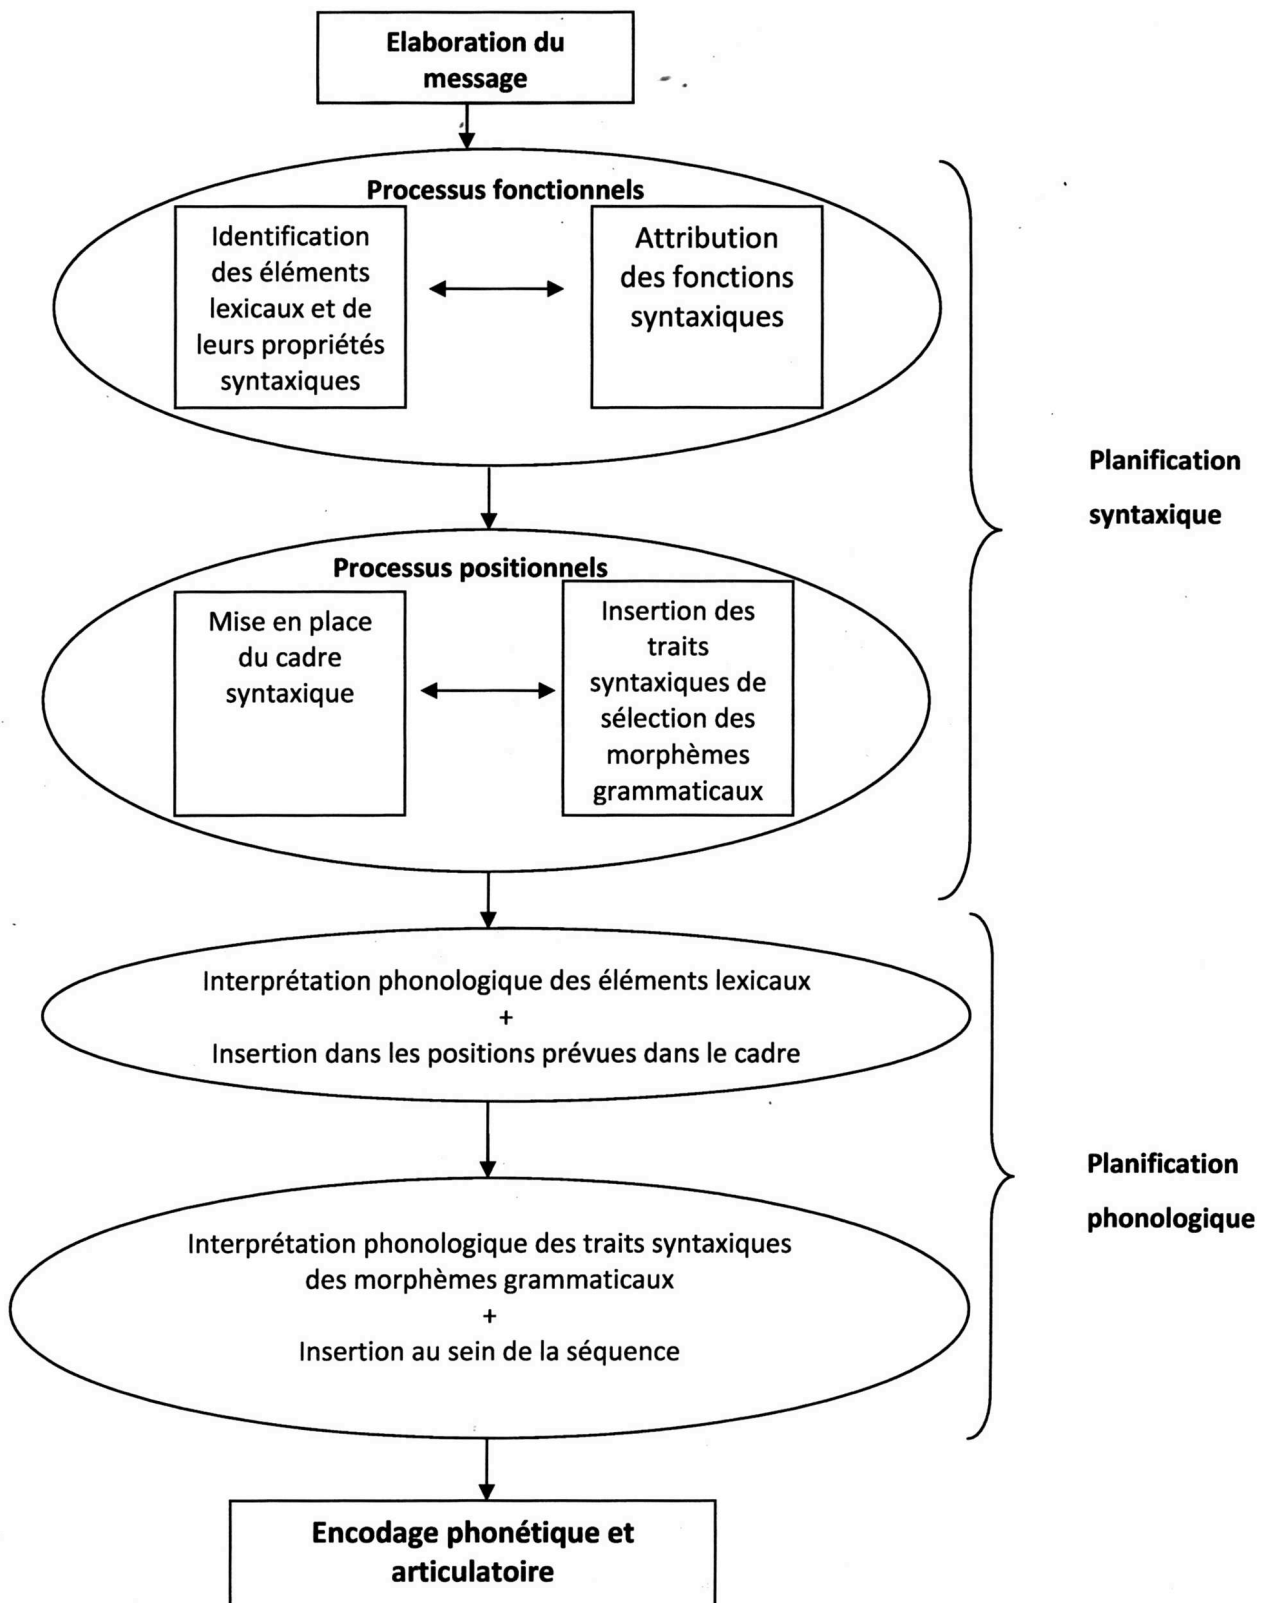 Elaboration du
message
Processus fonctionnels
Identification
des éléments
lexicaux et de
leurs propriétés
syntaxiques
Attribution
des fonctions
syntaxiques
Planification
syntaxique
Processus positionnels
Mise en place
du cadre
syntaxique
Insertion des
traits
syntaxiques de
sélection des
morphèmes
grammaticaux
Interprétation phonologique des éléments lexicaux
+
Insertion dans les positions prévues dans le cadre
Planification
phonologique
Interprétation phonologique des traits syntaxiques
des morphèmes grammaticaux
+
Insertion au sein de la séquence
Encodage phonétique et
articulatoire